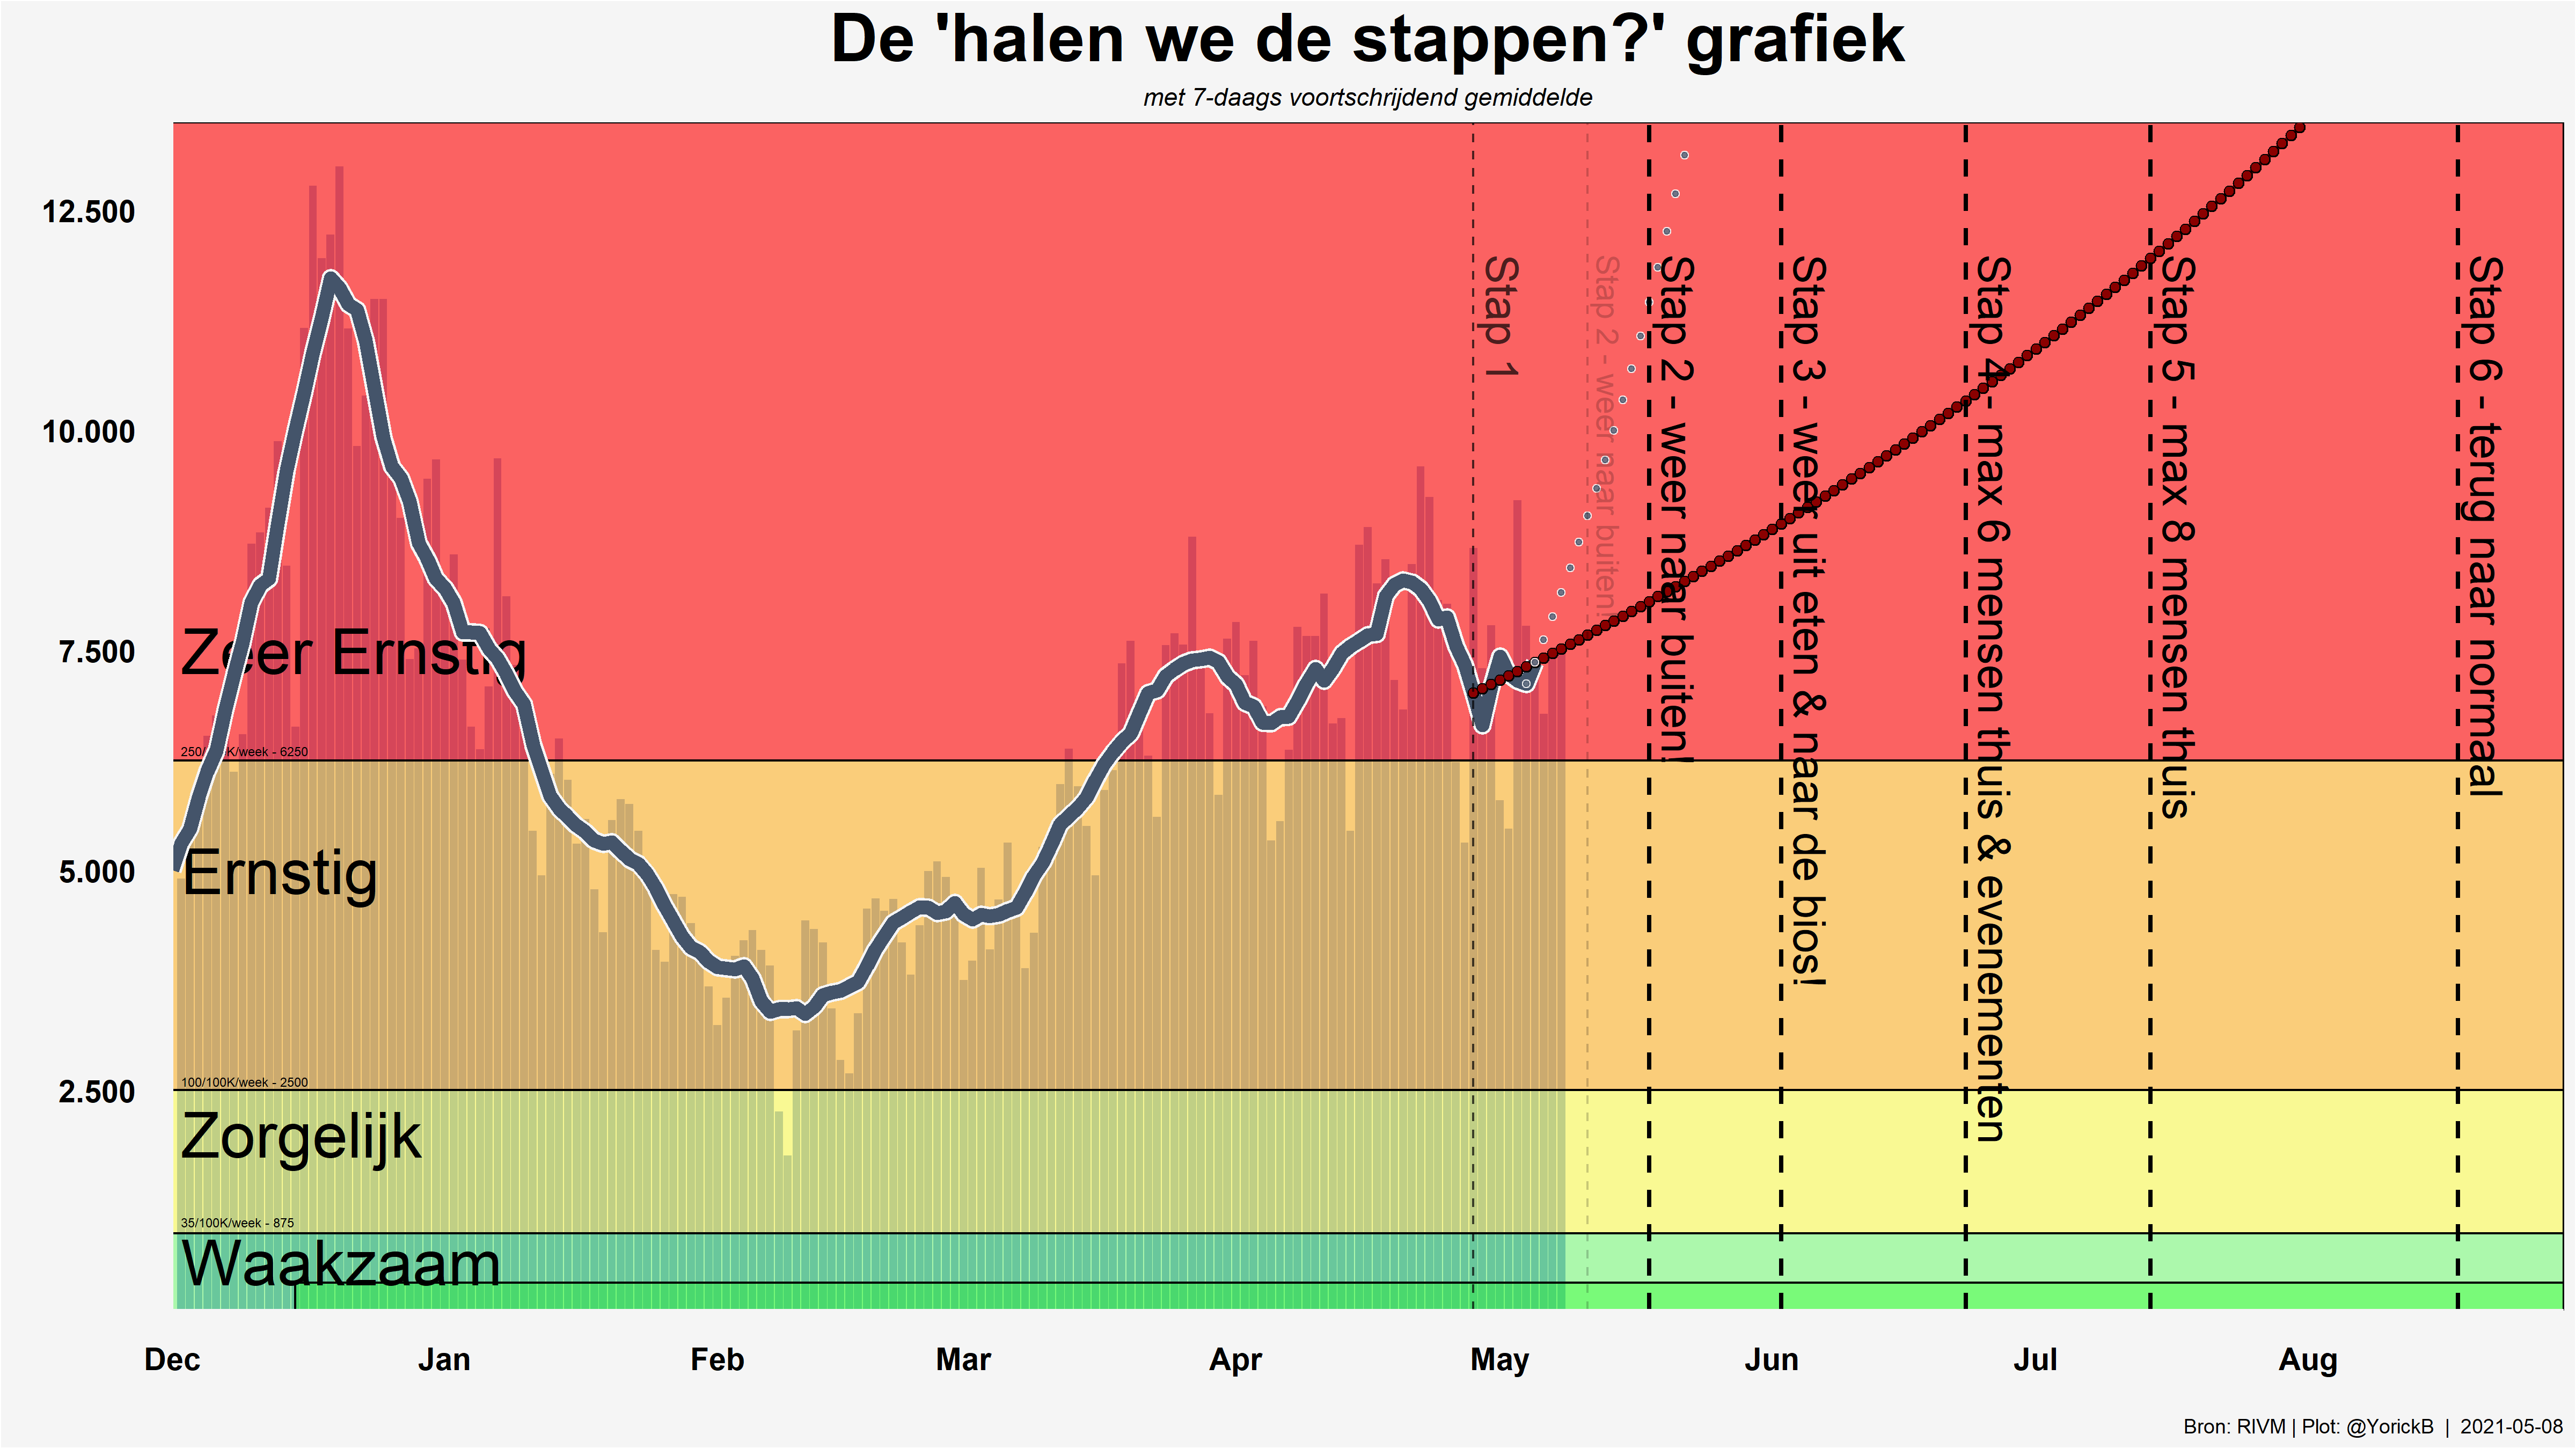 De 'halen we de stappen?' grafiek
met 7-daags voortschrijdend gemiddelde
12.500
10.000
7.500
5.000
2.500
Zeer Ernstig
250/100K/week - 6250
Ernstig
100/100K/week - 2500
Zorgelijk
35/100K/week - 875
Waakzaam
Stap 1
Stap 2 - weer naar buiten!
Stap 2 - weer naar buiten!
Stap 3 - weer uit eten & naar de bios!
Stap 4 - max 6 mensen thuis & evenementen
Stap 5 - max 8 mensen thuis
Stap 6 - terug naar normaal
Dec Jan Feb Mar Apr May Jun Jul Aug
Bron: RIVM | Plot: @YorickB | 2021-05-08